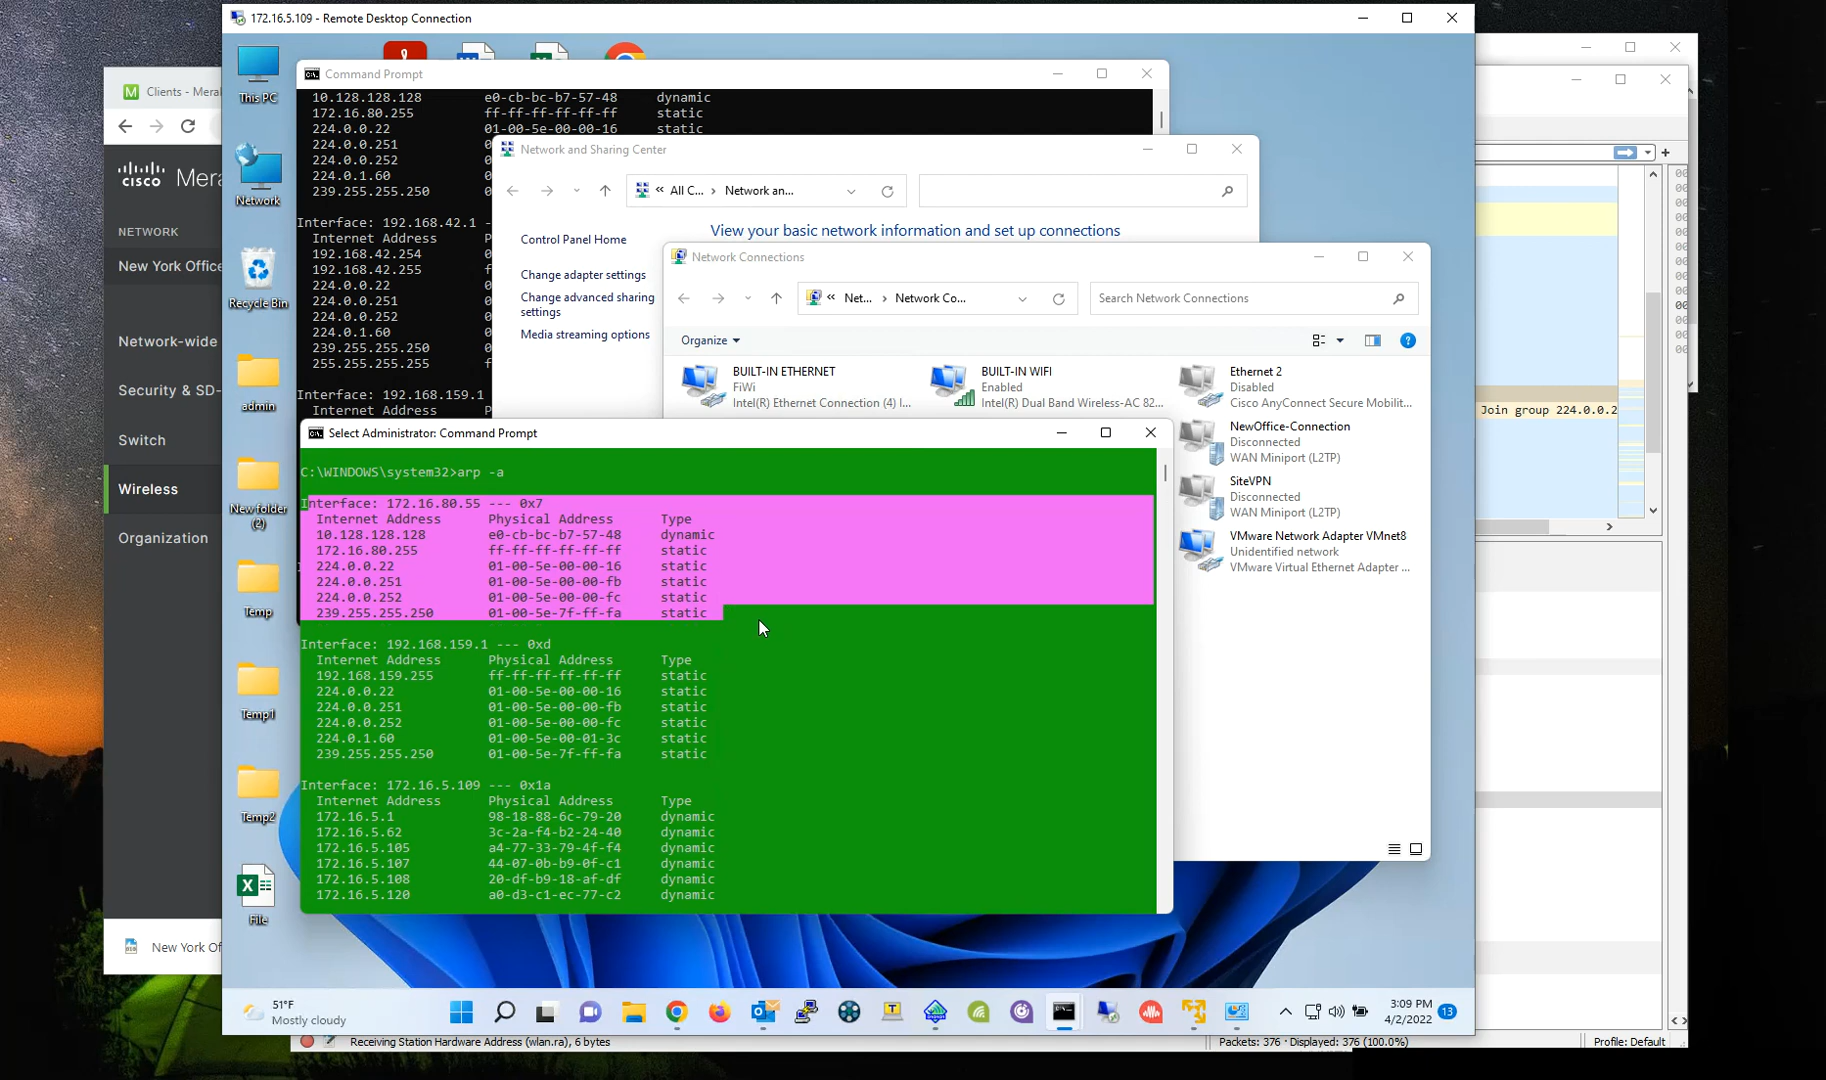 172.16.5.109 - Remote Desktop Connection
Clients - Mera
cisco Mera
NETWORK
New York Office
Network-wide
Security & SD-
Switch
Wireless
Organization
New York Of
This PC
Network
Recycle Bin
admin
New folder
(2)
Temp
Temp1
Temp2
File
Command Prompt
10.128.128.128 e0-cb-bc-b7-57-48 dynamic
172.16.80.255 ff-ff-ff-ff-ff-ff static
224.0.0.22 01-00-5e-00-00-16 static
224.0.0.251 0
224.0.0.252 0
224.0.1.60 0
239.255.255.250 0
Interface: 192.168.42.1 -
Internet Address P
192.168.42.254 0
192.168.42.255 f
224.0.0.22 0
224.0.0.251 0
224.0.0.252 0
224.0.1.60 0
239.255.255.250 0
255.255.255.255 f
Interface: 192.168.159.1
Internet Address P
Network and Sharing Center
« All C... › Network an...
View your basic network information and set up connections
Control Panel Home
Change adapter settings
Change advanced sharing
settings
Media streaming options
Network Connections
« Net... › Network Co...
Search Network Connections
Organize
BUILT-IN ETHERNET
FiWi
Intel(R) Ethernet Connection (4) I...
BUILT-IN WIFI
Enabled
Intel(R) Dual Band Wireless-AC 82...
Ethernet 2
Disabled
Cisco AnyConnect Secure Mobilit...
NewOffice-Connection
Disconnected
WAN Miniport (L2TP)
SiteVPN
Disconnected
WAN Miniport (L2TP)
VMware Network Adapter VMnet8
Unidentified network
VMware Virtual Ethernet Adapter ...
Select Administrator: Command Prompt
C:\WINDOWS\system32>arp -a
Interface: 172.16.80.55 --- 0x7
Internet Address Physical Address Type
10.128.128.128 e0-cb-bc-b7-57-48 dynamic
172.16.80.255 ff-ff-ff-ff-ff-ff static
224.0.0.22 01-00-5e-00-00-16 static
224.0.0.251 01-00-5e-00-00-fb static
224.0.0.252 01-00-5e-00-00-fc static
239.255.255.250 01-00-5e-7f-ff-fa static
Interface: 192.168.159.1 --- 0xd
Internet Address Physical Address Type
192.168.159.255 ff-ff-ff-ff-ff-ff static
224.0.0.22 01-00-5e-00-00-16 static
224.0.0.251 01-00-5e-00-00-fb static
224.0.0.252 01-00-5e-00-00-fc static
224.0.1.60 01-00-5e-00-01-3c static
239.255.255.250 01-00-5e-7f-ff-fa static
Interface: 172.16.5.109 --- 0x1a
Internet Address Physical Address Type
172.16.5.1 98-18-88-6c-79-20 dynamic
172.16.5.62 3c-2a-f4-b2-24-40 dynamic
172.16.5.105 a4-77-33-79-4f-f4 dynamic
172.16.5.107 44-07-0b-b9-0f-c1 dynamic
172.16.5.108 20-df-b9-18-af-df dynamic
172.16.5.120 a0-d3-c1-ec-77-c2 dynamic
Join group 224.0.0.2
51°F
Mostly cloudy
3:09 PM
4/2/2022
13
Receiving Station Hardware Address (wlan.ra), 6 bytes
Packets: 376 · Displayed: 376 (100.0%)
Profile: Default